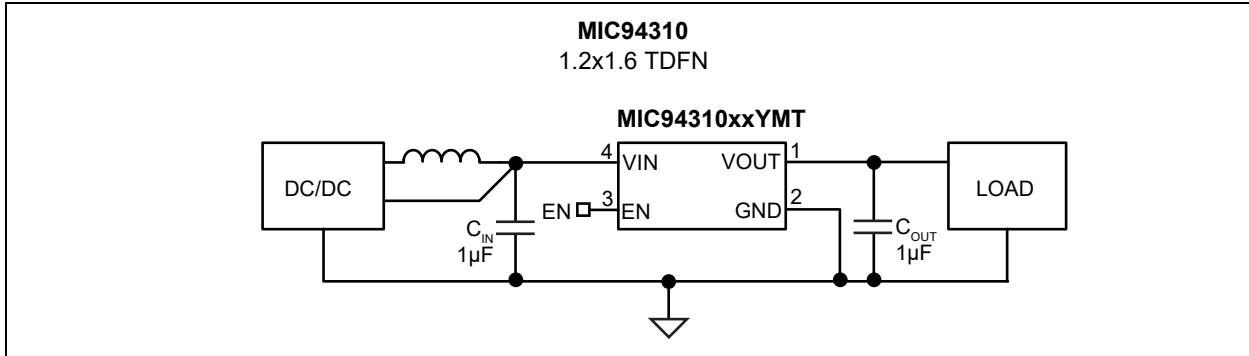 MIC94310
1.2x1.6 TDFN
MIC94310xxYMT
DC/DC
4
VIN
VOUT
1
LOAD
EN
3
EN
GND
2
CIN
1µF
COUT
1µF